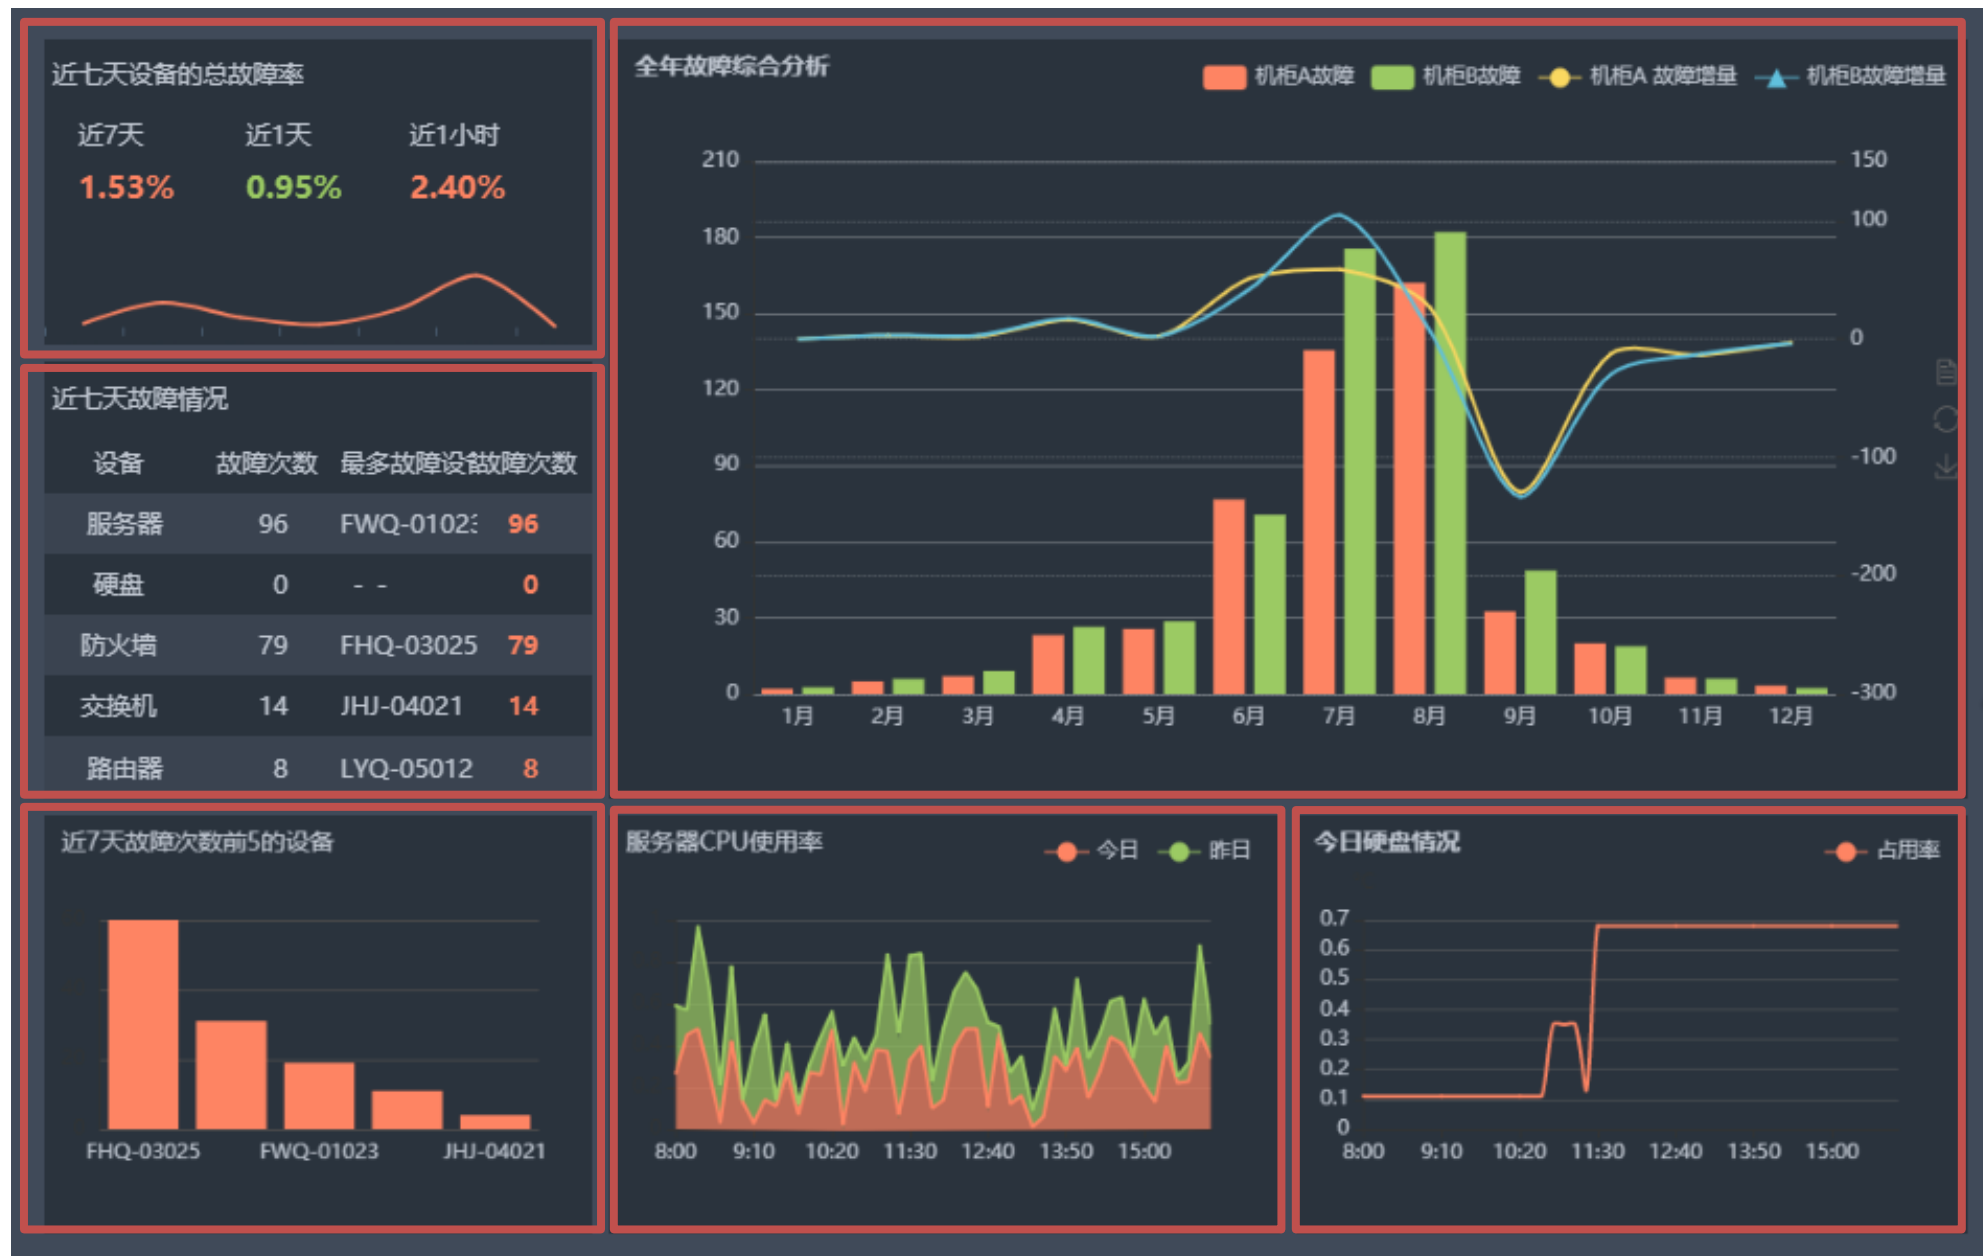 近七天设备的总故障率
近7天 近1天 近1小时
1.53% 0.95% 2.40%
近七天故障情况
设备 故障次数 最多故障设备 故障次数
服务器 96 FWQ-01023 96
硬盘 0 - - 0
防火墙 79 FHQ-03025 79
交换机 14 JHJ-04021 14
路由器 8 LYQ-05012 8
近7天故障次数前5的设备
FHQ-03025 FWQ-01023 JHJ-04021
全年故障综合分析
机柜A故障 机柜B故障 机柜A 故障增量 机柜B故障增量
210
180
150
120
90
60
30
0
150
100
0
-100
-200
-300
1月 2月 3月 4月 5月 6月 7月 8月 9月 10月 11月 12月
服务器CPU使用率
今日 昨日
8:00 9:10 10:20 11:30 12:40 13:50 15:00
今日硬盘情况
占用率
0.7
0.6
0.5
0.4
0.3
0.2
0.1
0
8:00 9:10 10:20 11:30 12:40 13:50 15:00